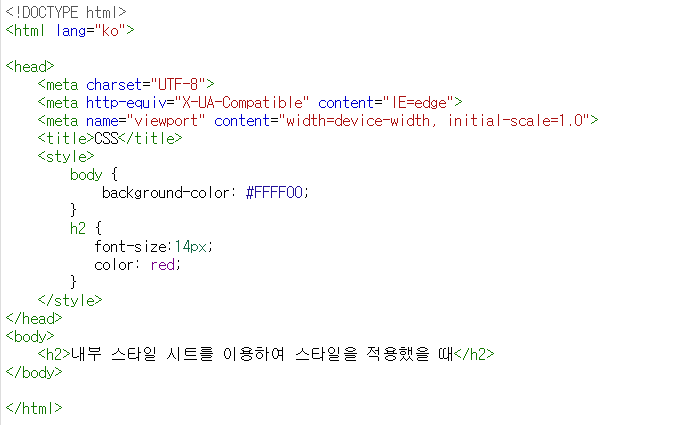 <!DOCTYPE html>
<html lang="ko">
<head>
<meta charset="UTF-8">
<meta http-equiv="X-UA-Compatible" content="IE=edge">
<meta name="viewport" content="width=device-width, initial-scale=1.0">
<title>CSS</title>
<style>
body {
background-color: #FFFF00;
}
h2 {
font-size:14px;
color: red;
}
</style>
</head>
<body>
<h2>내부 스타일 시트를 이용하여 스타일을 적용했을 때</h2>
</body>
</html>